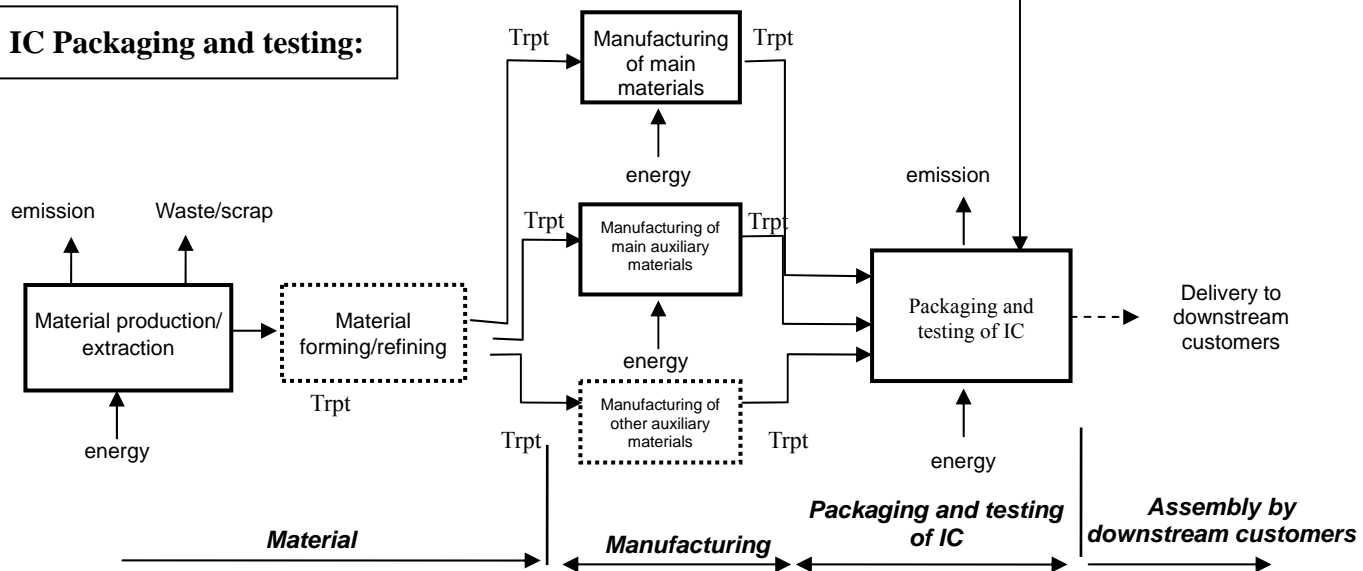 IC Packaging and testing:
Trpt
Manufacturing
of main
materials
Trpt
energy
emission
emission
Waste/scrap
Trpt
Manufacturing of
main auxiliary
materials
Trpt
Material production/
extraction
Material
forming/refining
Packaging and
testing of IC
Delivery to
downstream
customers
energy
Trpt
Manufacturing of
other auxiliary
materials
energy
Trpt
Trpt
energy
Material
Manufacturing
Packaging and testing
of IC
Assembly by
downstream customers